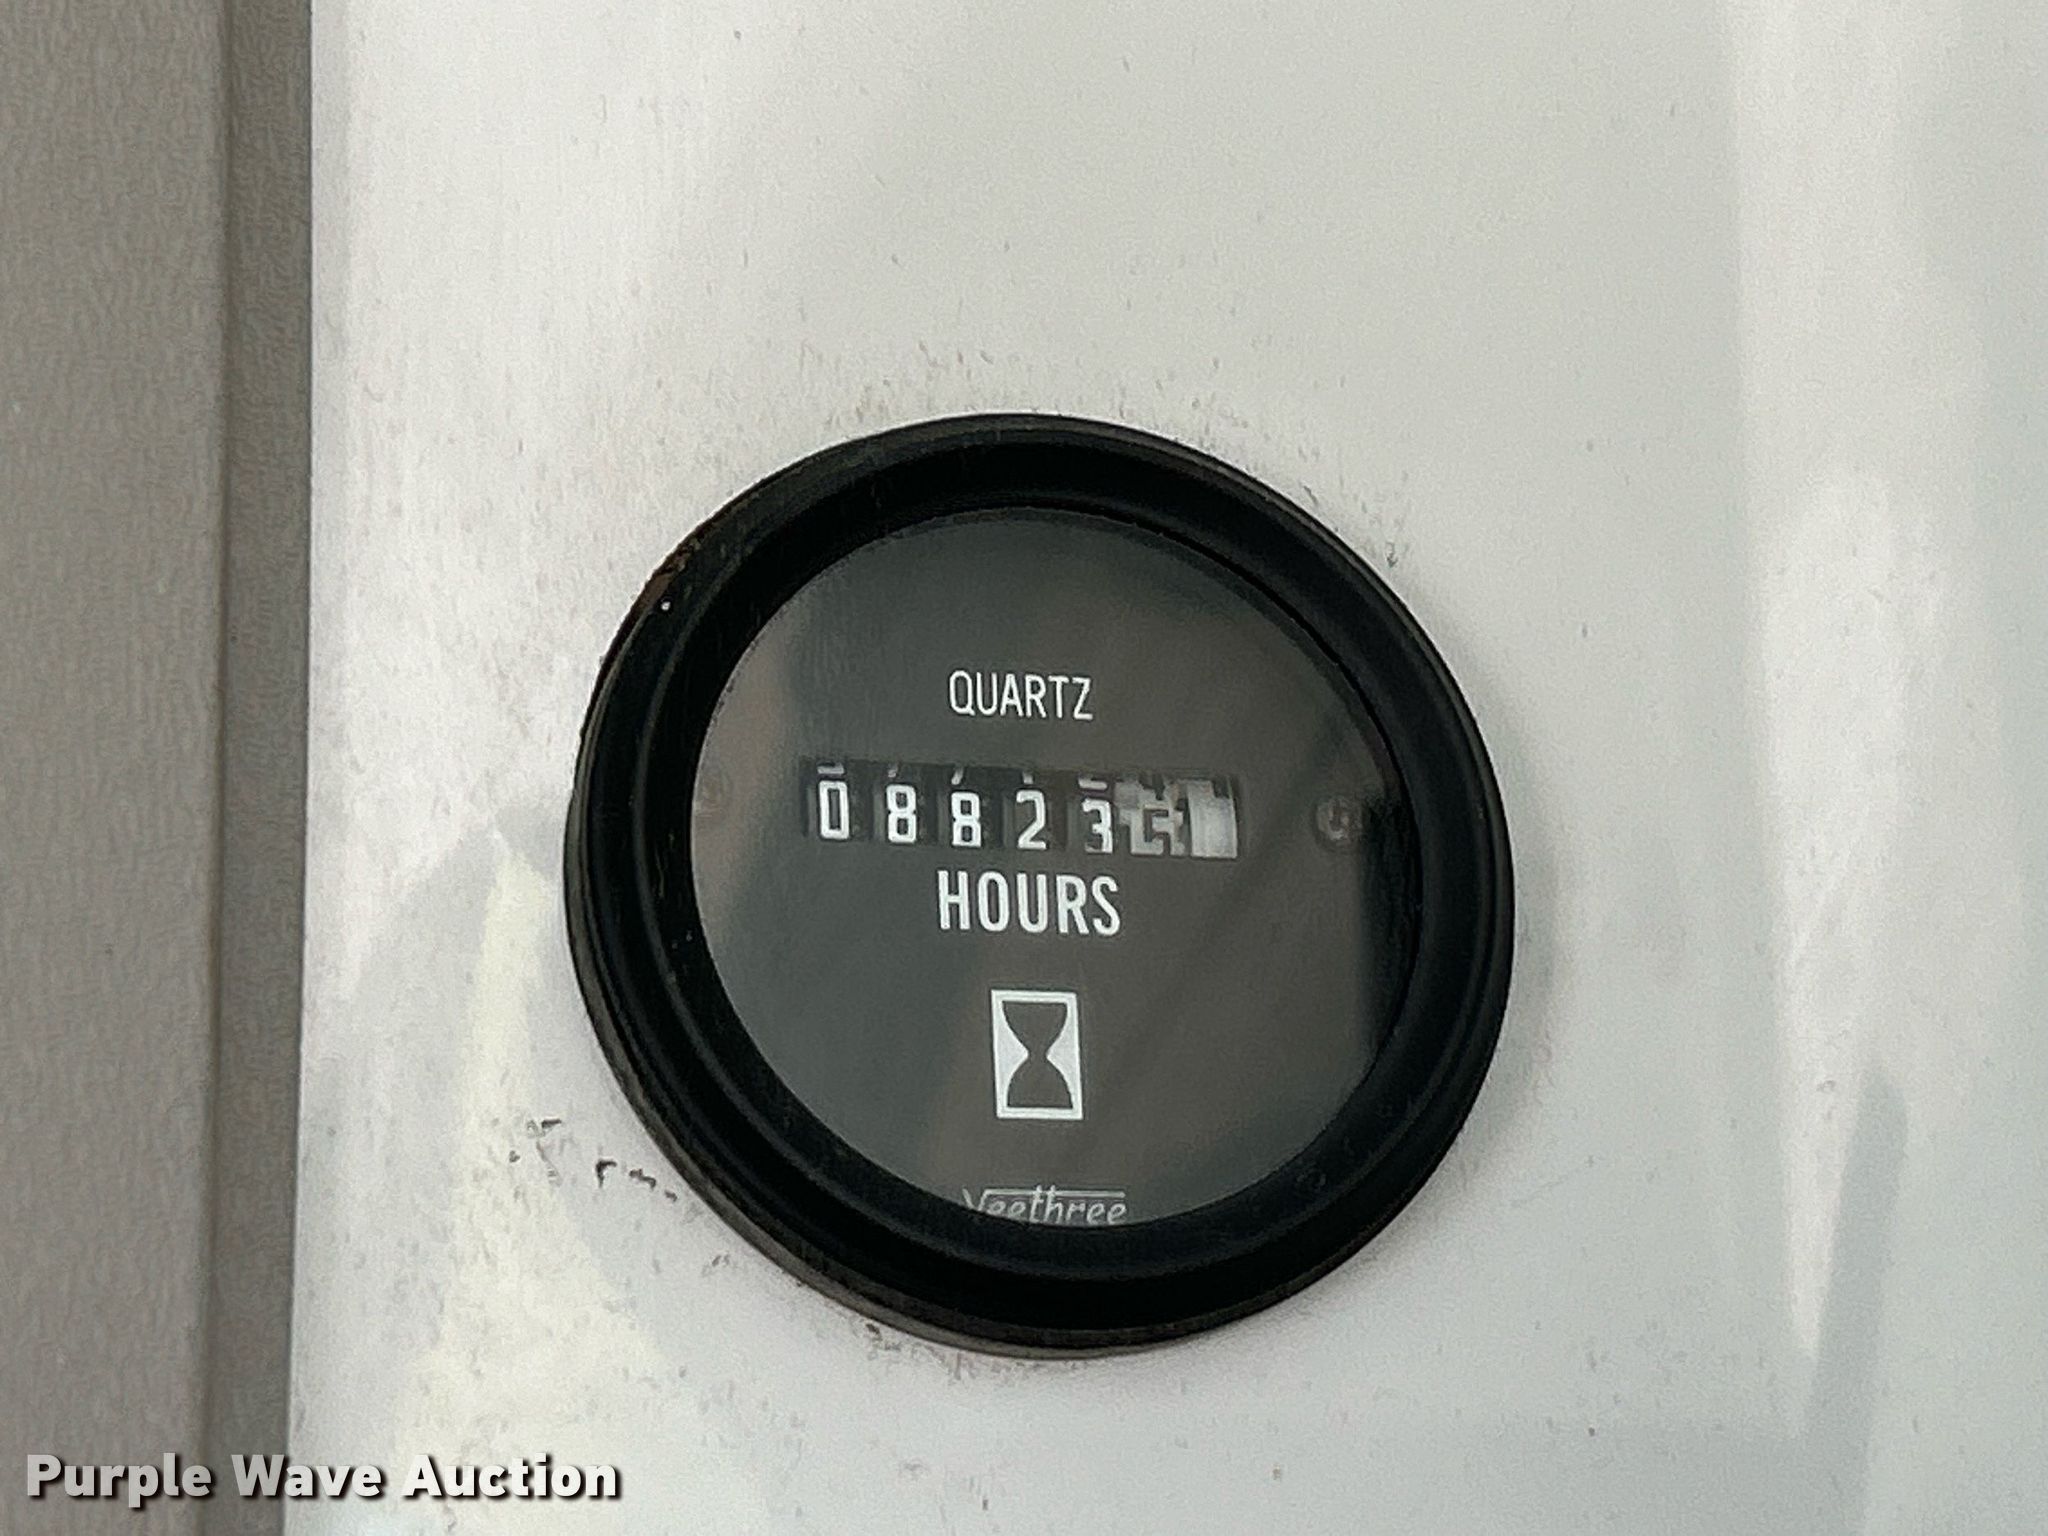 QUARTZ
08823
HOURS
Veethree
Purple Wave Auction